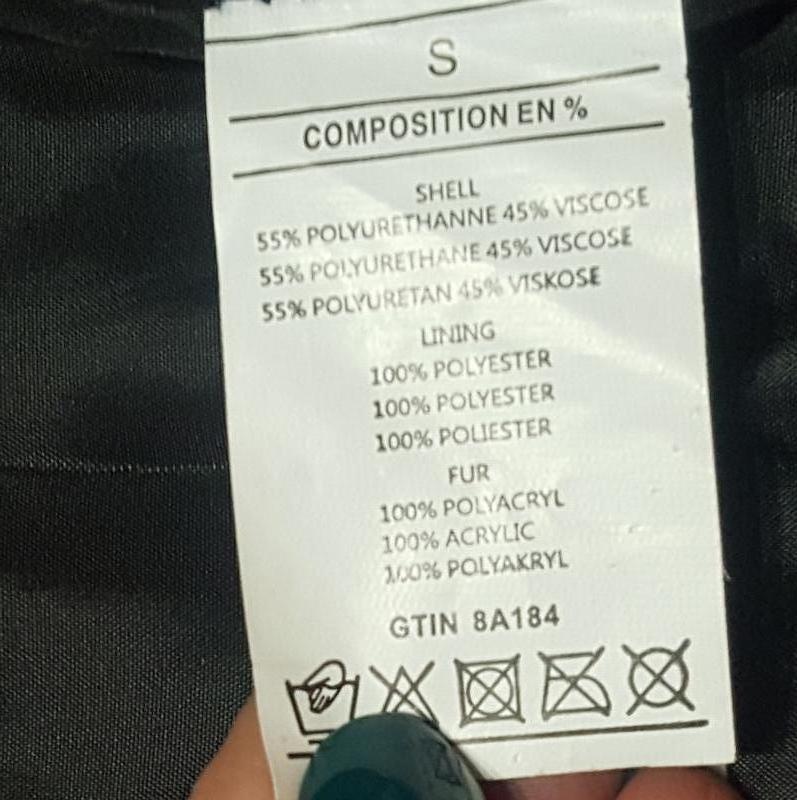 S
COMPOSITION EN %
SHELL
55% POLYURETHANNE 45% VISCOSE
55% POLYURETHANE 45% VISCOSE
55% POLYURETAN 45% VISKOSE
LINING
100% POLYESTER
100% POLYESTER
100% POLIESTER
FUR
100% POLYACRYL
100% ACRYLIC
100% POLYAKRYL
GTIN 8A184